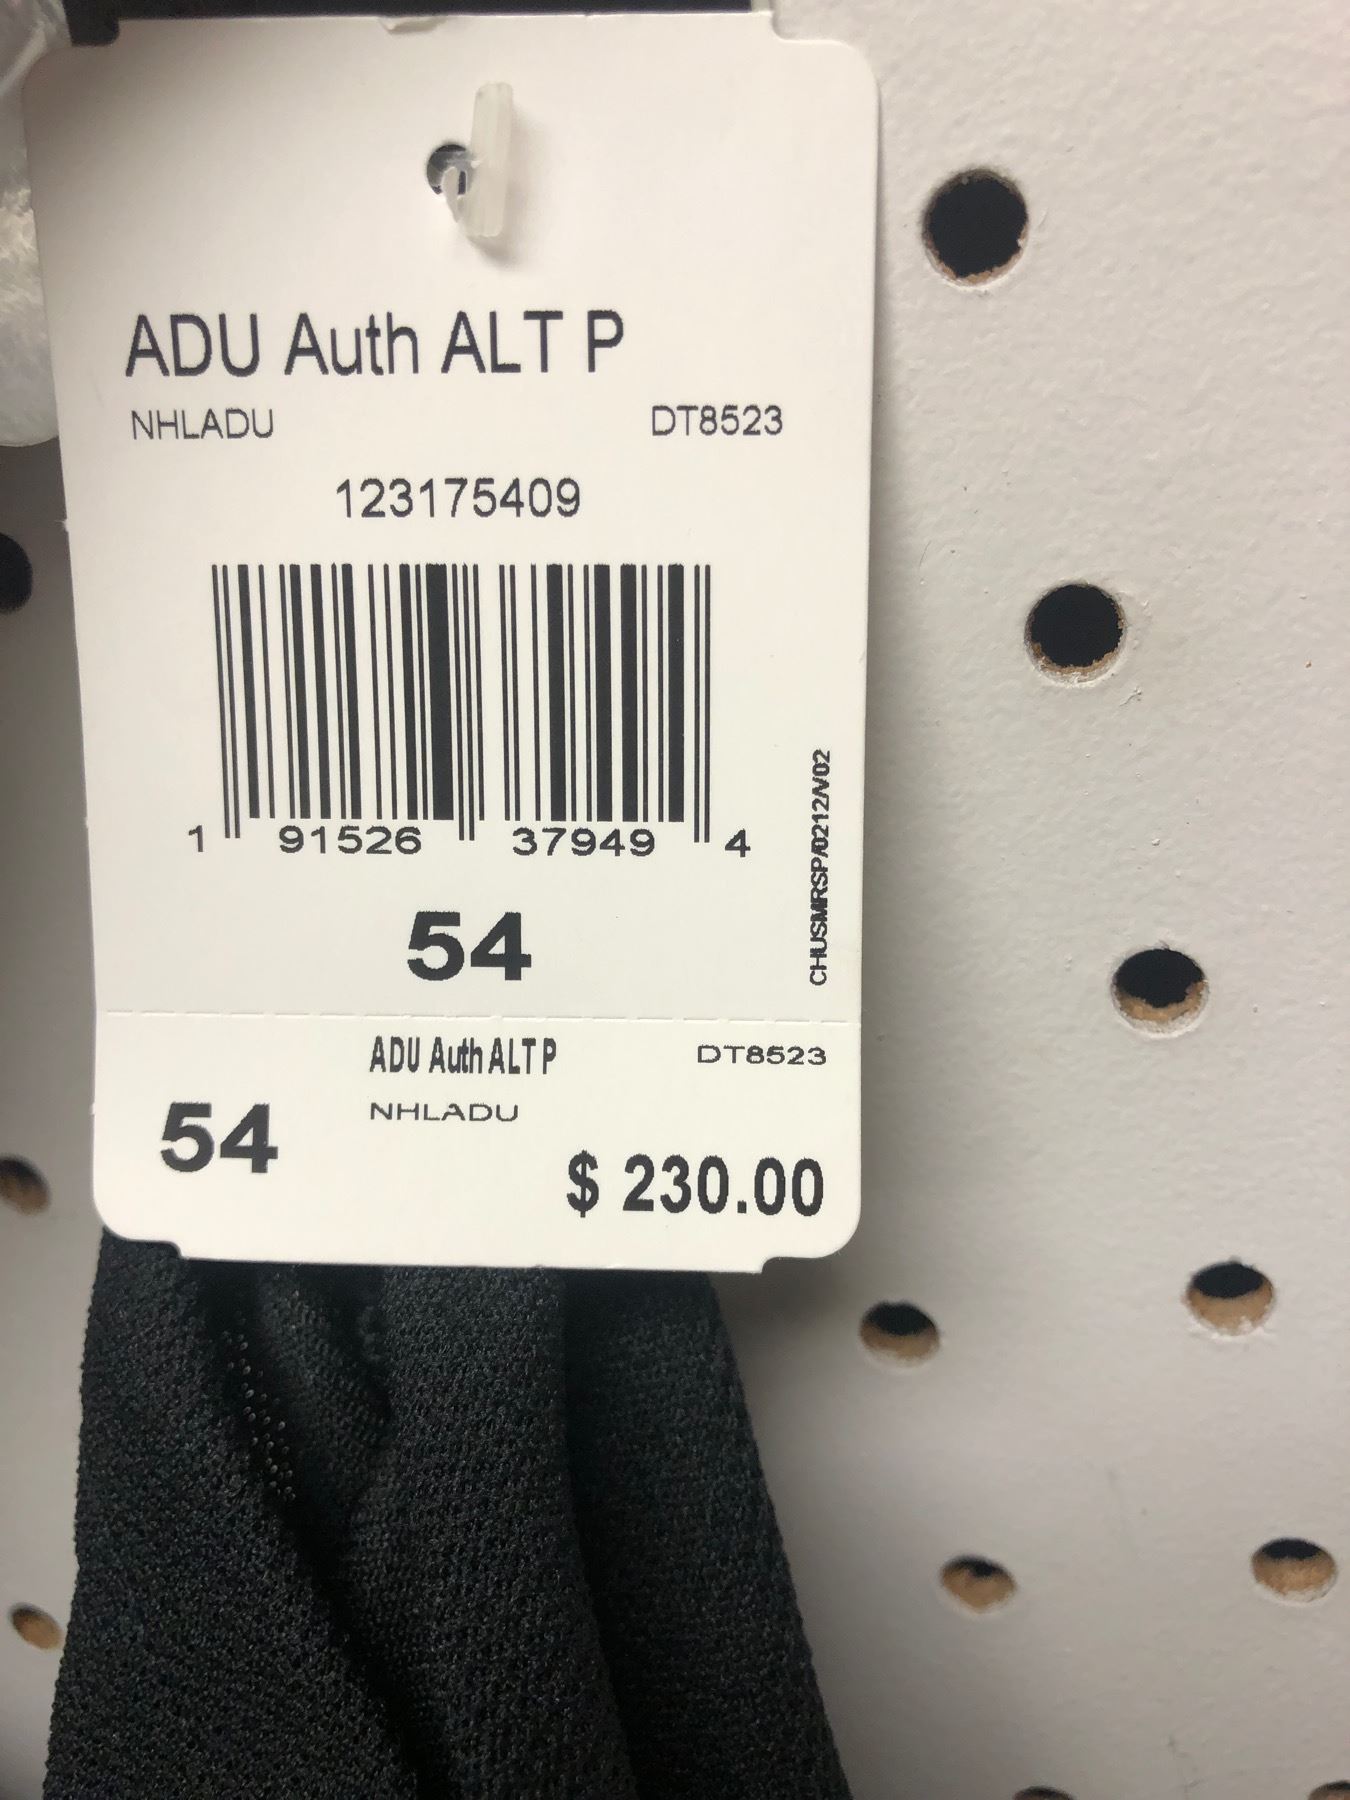 ADU Auth ALT P
NHLADU DT8523
123175409
1 91526 37949 4
CHUSMRSP/0212/V02
54
ADU Auth ALT P DT8523
NHLADU
54
$ 230.00